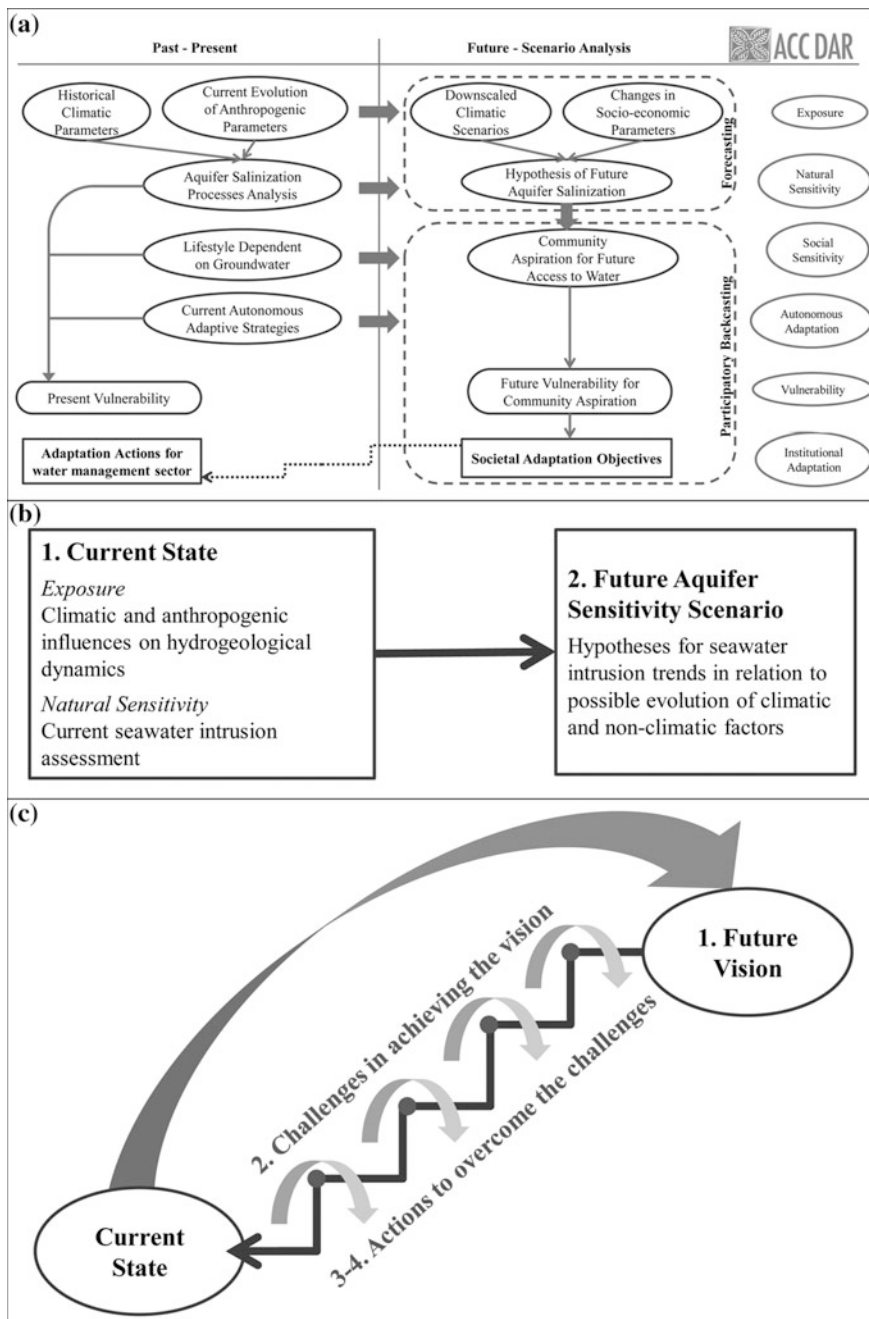 (a)
Past - Present
Future - Scenario Analysis
ACC DAR
Historical
Climatic
Parameters
Current Evolution
of Anthropogenic
Parameters
Downscaled
Climatic
Scenarios
Changes in
Socio-economic
Parameters
Exposure
Aquifer Salinization
Processes Analysis
Hypothesis of Future
Aquifer Salinization
Forecasting
Natural
Sensitivity
Lifestyle Dependent
on Groundwater
Community
Aspiration for Future
Access to Water
Social
Sensitivity
Current Autonomous
Adaptive Strategies
Autonomous
Adaptation
Present Vulnerability
Future Vulnerability for
Community Aspiration
Participatory Backcasting
Vulnerability
Adaptation Actions for
water management sector
Societal Adaptation Objectives
Institutional
Adaptation
(b)
1. Current State
Exposure
Climatic and anthropogenic
influences on hydrogeological
dynamics
Natural Sensitivity
Current seawater intrusion
assessment
2. Future Aquifer
Sensitivity Scenario
Hypotheses for seawater
intrusion trends in relation to
possible evolution of climatic
and non-climatic factors
(c)
1. Future
Vision
2. Challenges in achieving the vision
3-4. Actions to overcome the challenges
Current
State